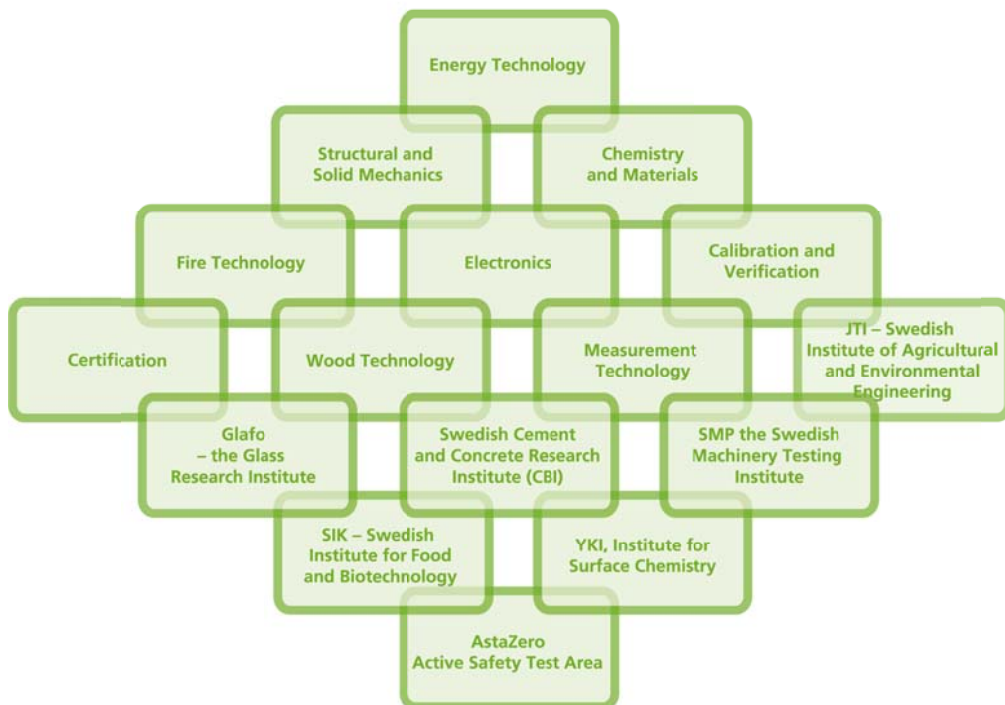 Energy Technology
Structural and
Solid Mechanics
Chemistry
and Materials
Fire Technology
Electronics
Calibration and
Verification
Certification
Wood Technology
Measurement
Technology
JTI – Swedish
Institute of Agricultural
and Environmental
Engineering
Glafo
– the Glass
Research Institute
Swedish Cement
and Concrete Research
Institute (CBI)
SMP the Swedish
Machinery Testing
Institute
SIK – Swedish
Institute for Food
and Biotechnology
YKI, Institute for
Surface Chemistry
AstaZero
Active Safety Test Area